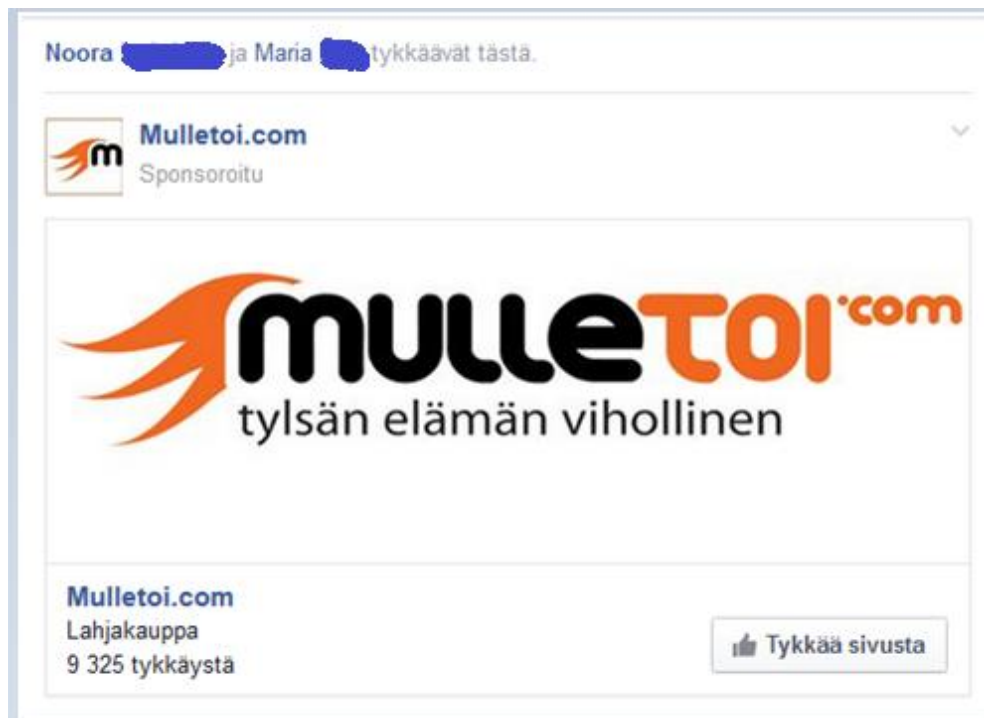 Noora ja Maria tykkäävät tästä.
Mulletoi.com
m
Sponsoroitu
mulletoi.com
tylsän elämän vihollinen
Mulletoi.com
Lahjakauppa
9 325 tykkäystä
Tykkää sivusta